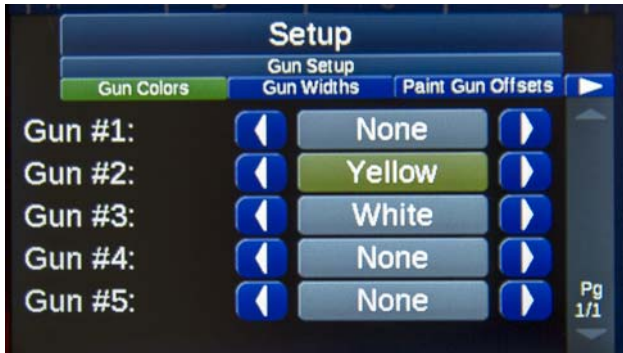 Setup
Gun Setup
Gun Colors Gun Widths Paint Gun Offsets
Gun #1: None
Gun #2: Yellow
Gun #3: White
Gun #4: None
Gun #5: None
Pg
1/1